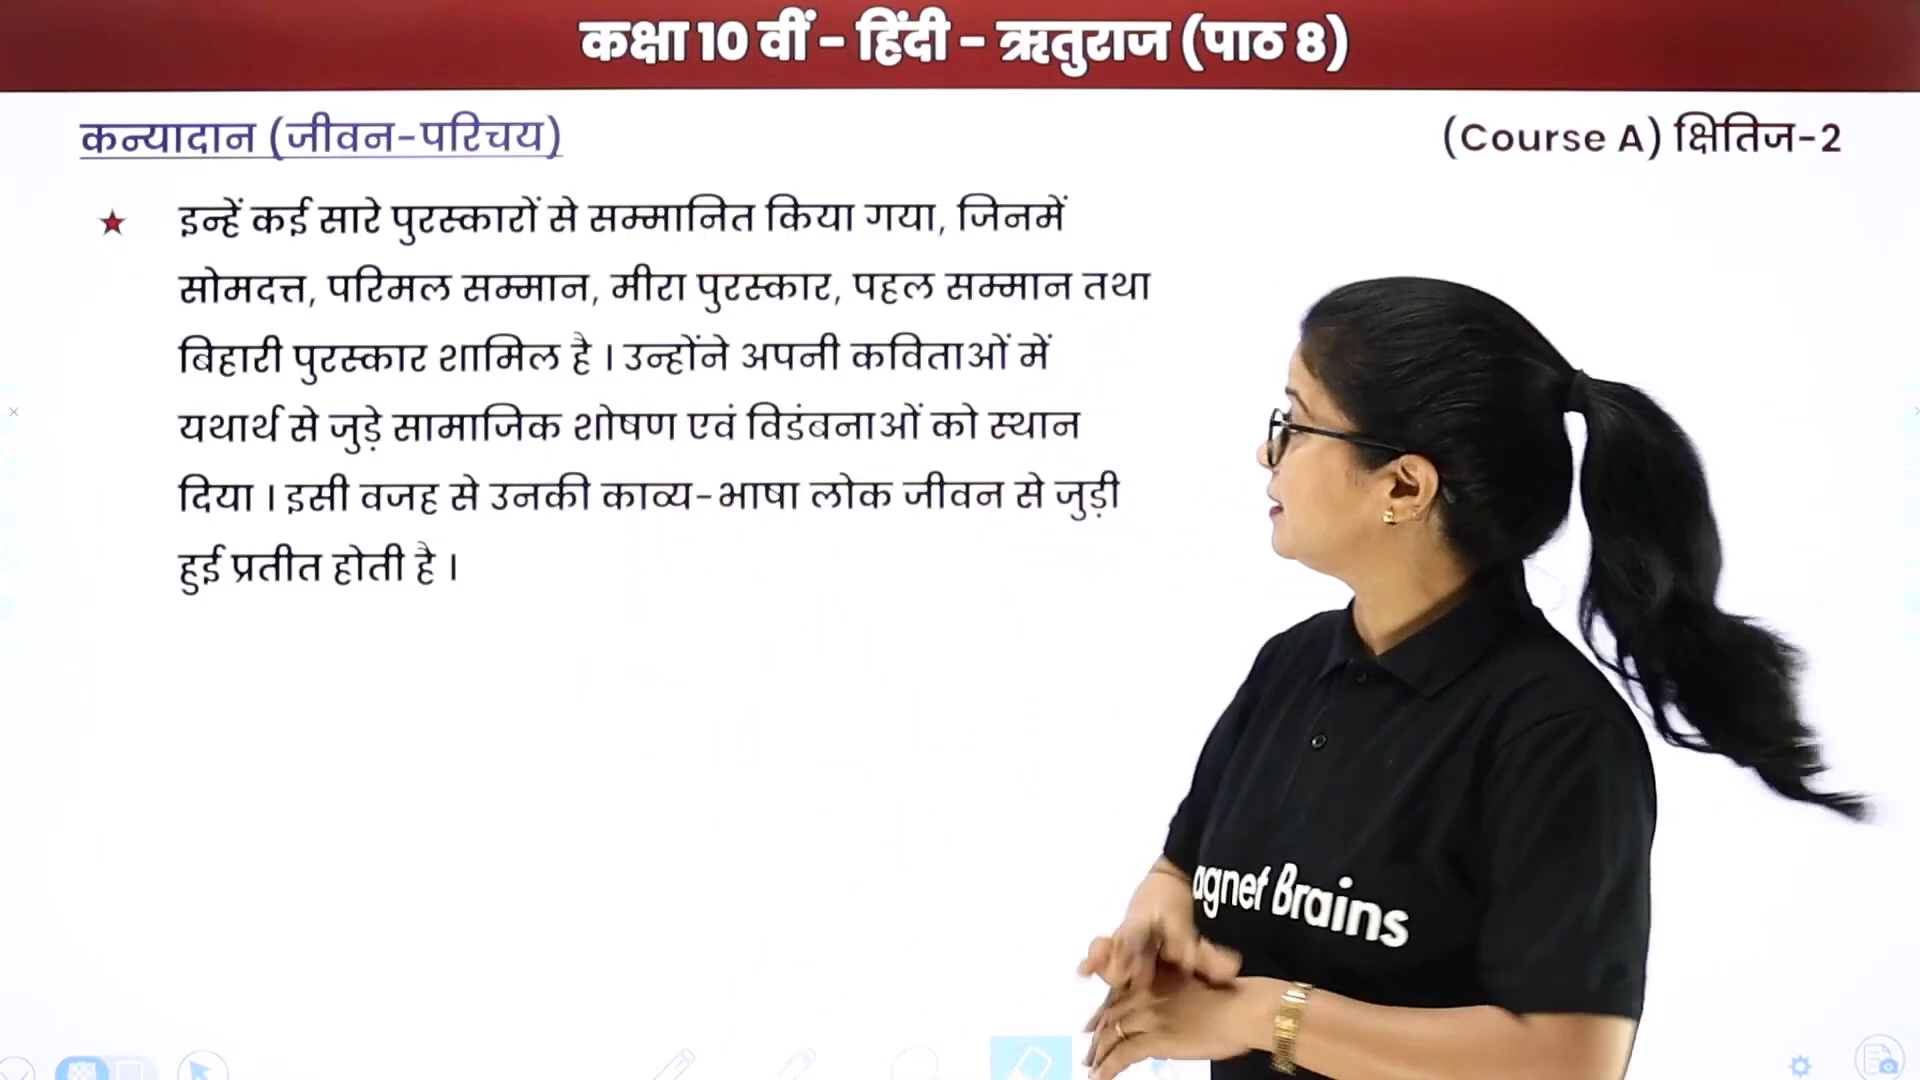 कक्षा 10 वीं - हिंदी - ऋतुराज (पाठ 8)
कन्यादान (जीवन-परिचय)
(Course A) क्षितिज-2
★ इन्हें कई सारे पुरस्कारों से सम्मानित किया गया, जिनमें
सोमदत्त, परिमल सम्मान, मीरा पुरस्कार, पहल सम्मान तथा
बिहारी पुरस्कार शामिल है । उन्होंने अपनी कविताओं में
यथार्थ से जुड़े सामाजिक शोषण एवं विडंबनाओं को स्थान
दिया । इसी वजह से उनकी काव्य-भाषा लोक जीवन से जुड़ी
हुई प्रतीत होती है ।
agnet Brains